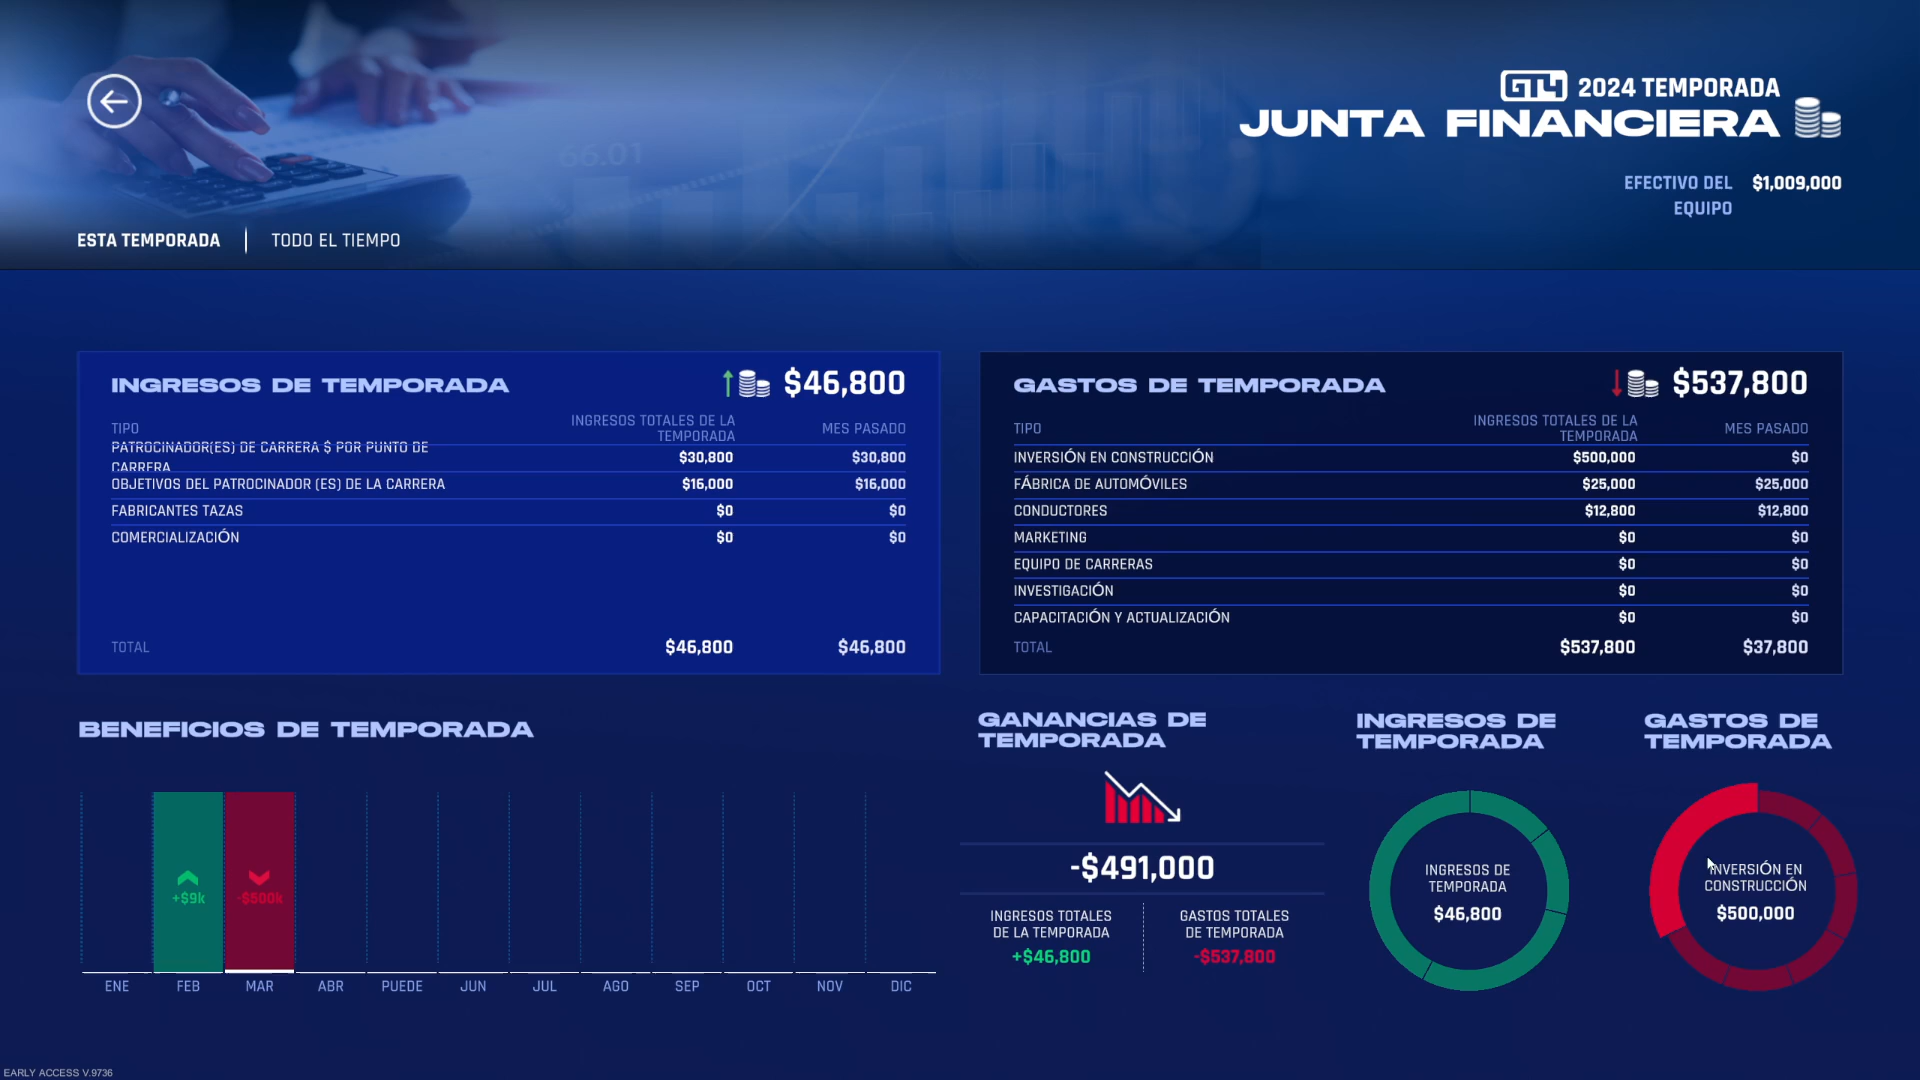 GT4 2024 TEMPORADA
JUNTA FINANCIERA
66.01
EFECTIVO DEL EQUIPO $1,009,000
ESTA TEMPORADA
TODO EL TIEMPO
INGRESOS DE TEMPORADA $46,800
TIPO INGRESOS TOTALES DE LA TEMPORADA MES PASADO
PATROCINADOR(ES) DE CARRERA $ POR PUNTO DE CARRERA $30,800 $30,800
OBJETIVOS DEL PATROCINADOR (ES) DE LA CARRERA $16,000 $16,000
FABRICANTES TAZAS $0 $0
COMERCIALIZACIÓN $0 $0
TOTAL $46,800 $46,800
GASTOS DE TEMPORADA $537,800
TIPO INGRESOS TOTALES DE LA TEMPORADA MES PASADO
INVERSIÓN EN CONSTRUCCIÓN $500,000 $0
FÁBRICA DE AUTOMÓVILES $25,000 $25,000
CONDUCTORES $12,800 $12,800
MARKETING $0 $0
EQUIPO DE CARRERAS $0 $0
INVESTIGACIÓN $0 $0
CAPACITACIÓN Y ACTUALIZACIÓN $0 $0
TOTAL $537,800 $37,800
BENEFICIOS DE TEMPORADA
+$9k -$500k
ENE FEB MAR ABR PUEDE JUN JUL AGO SEP OCT NOV DIC
GANANCIAS DE
TEMPORADA
-$491,000
INGRESOS TOTALES
DE LA TEMPORADA
+$46,800
GASTOS TOTALES
DE TEMPORADA
-$537,800
INGRESOS DE
TEMPORADA
INGRESOS DE
TEMPORADA
$46,800
GASTOS DE
TEMPORADA
INVERSIÓN EN
CONSTRUCCIÓN
$500,000
EARLY ACCESS V.9736